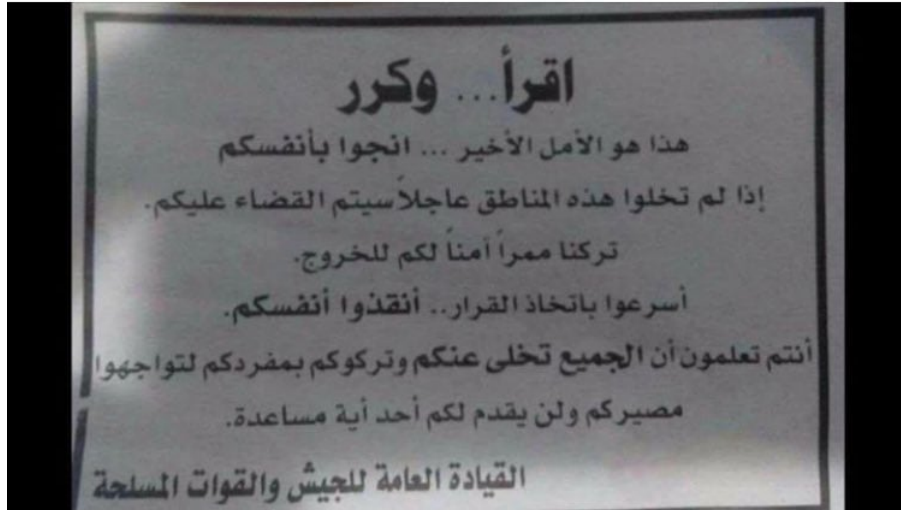 اقرأ... وكرر
هذا هو الأمل الأخير ... انجوا بأنفسكم
إذا لم تخلوا هذه المناطق عاجلاً سيتم القضاء عليكم.
تركنا ممراً أمناً لكم للخروج.
أسرعوا باتخاذ القرار.. أنقذوا أنفسكم.
أنتم تعلمون أن الجميع تخلى عنكم وتركوكم بمفردكم لتواجهوا
مصيركم ولن يقدم لكم أحد أية مساعدة.
القيادة العامة للجيش والقوات المسلحة